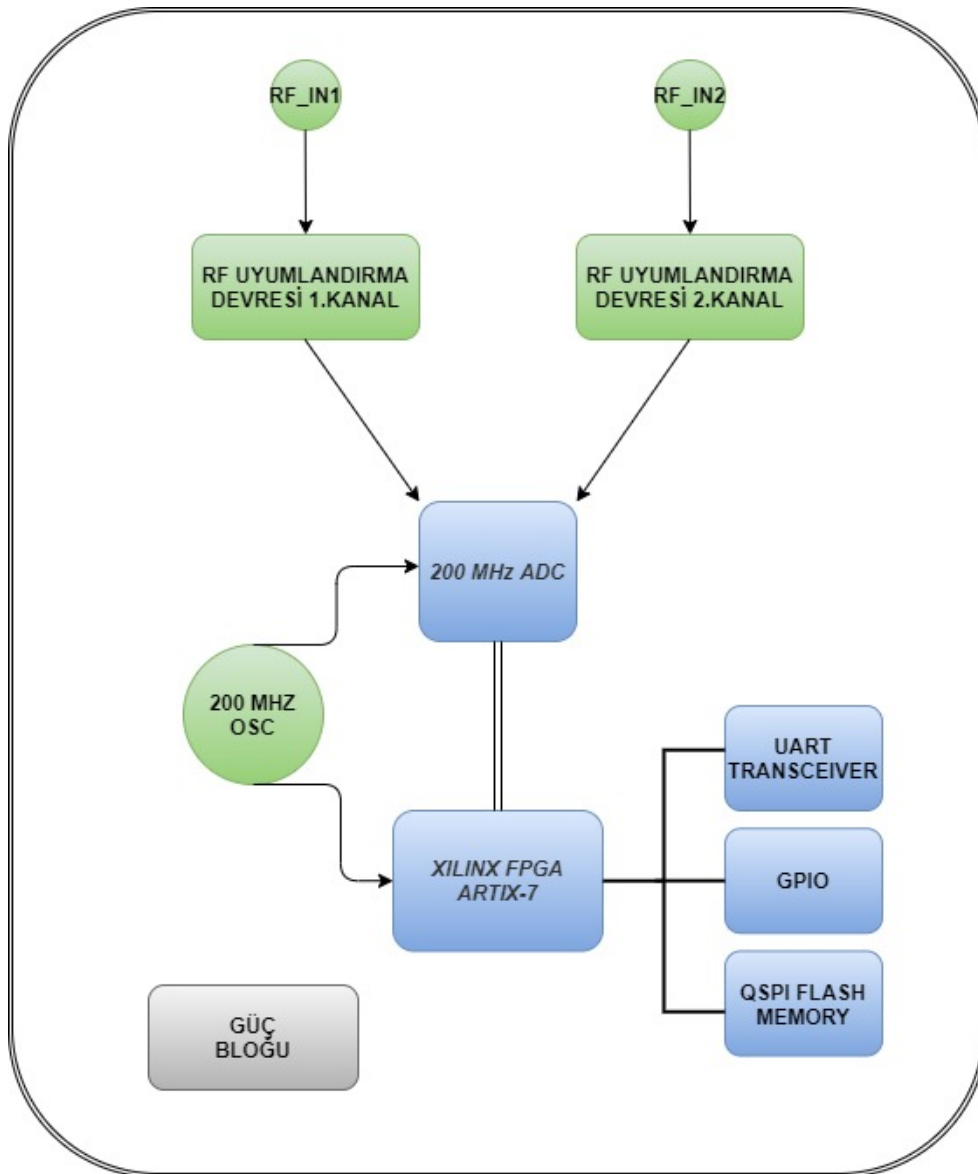 RF_IN1
RF_IN2
RF UYUMLANDIRMA
DEVRESİ 1.KANAL
RF UYUMLANDIRMA
DEVRESİ 2.KANAL
200 MHz ADC
200 MHZ
OSC
UART
TRANSCEIVER
XILINX FPGA
ARTIX-7
GPIO
QSPI FLASH
MEMORY
GÜÇ
BLOĞU